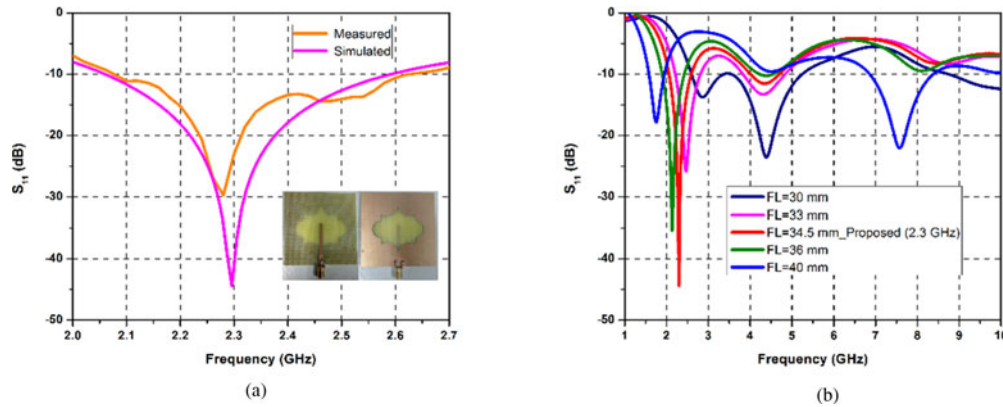 (a)
(b)
0
-10
-20
-30
-40
-50
S11 (dB)
Measured
Simulated
2.0 2.1 2.2 2.3 2.4 2.5 2.6 2.7
Frequency (GHz)
0
-10
-20
-30
-40
-50
S11 (dB)
FL=30 mm
FL=33 mm
FL=34.5 mm_Proposed (2.3 GHz)
FL=36 mm
FL=40 mm
1 2 3 4 5 6 7 8 9 10
Frequency (GHz)
(a)
(b)